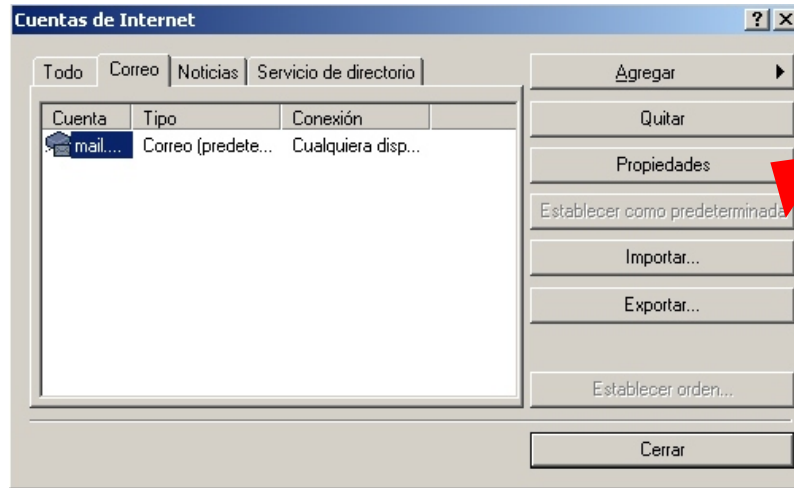 Cuentas de Internet
Todo Correo Noticias Servicio de directorio
Cuenta Tipo Conexión
mail.... Correo (predete... Cualquiera disp...
Agregar
Quitar
Propiedades
Establecer como predeterminada
Importar...
Exportar...
Establecer orden...
Cerrar